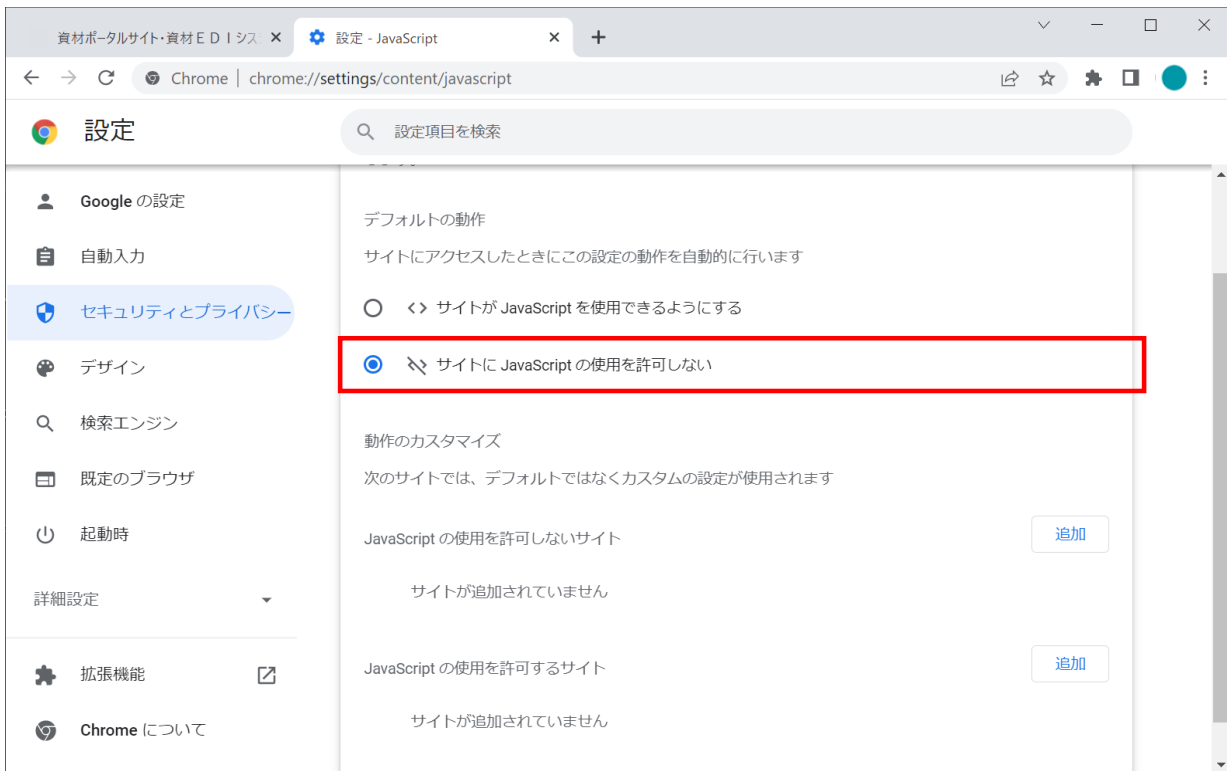 資材ポータルサイト・資材ＥＤＩシス
設定 - JavaScript
Chrome | chrome://settings/content/javascript
設定
設定項目を検索
Google の設定
自動入力
セキュリティとプライバシー
デザイン
検索エンジン
既定のブラウザ
起動時
詳細設定
拡張機能
Chrome について
デフォルトの動作
サイトにアクセスしたときにこの設定の動作を自動的に行います
サイトが JavaScript を使用できるようにする
サイトに JavaScript の使用を許可しない
動作のカスタマイズ
次のサイトでは、デフォルトではなくカスタムの設定が使用されます
JavaScript の使用を許可しないサイト
追加
サイトが追加されていません
JavaScript の使用を許可するサイト
追加
サイトが追加されていません